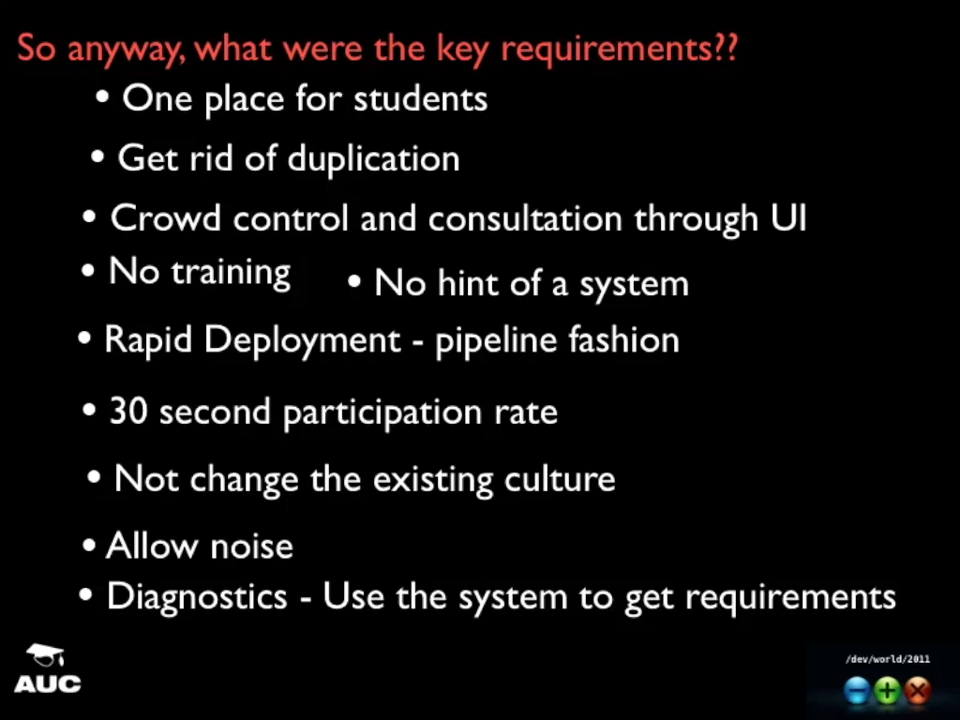 So anyway, what were the key requirements??
• One place for students
• Get rid of duplication
• Crowd control and consultation through UI
• No training
• No hint of a system
• Rapid Deployment - pipeline fashion
• 30 second participation rate
• Not change the existing culture
• Allow noise
• Diagnostics - Use the system to get requirements
AUC
/dev/world/2011